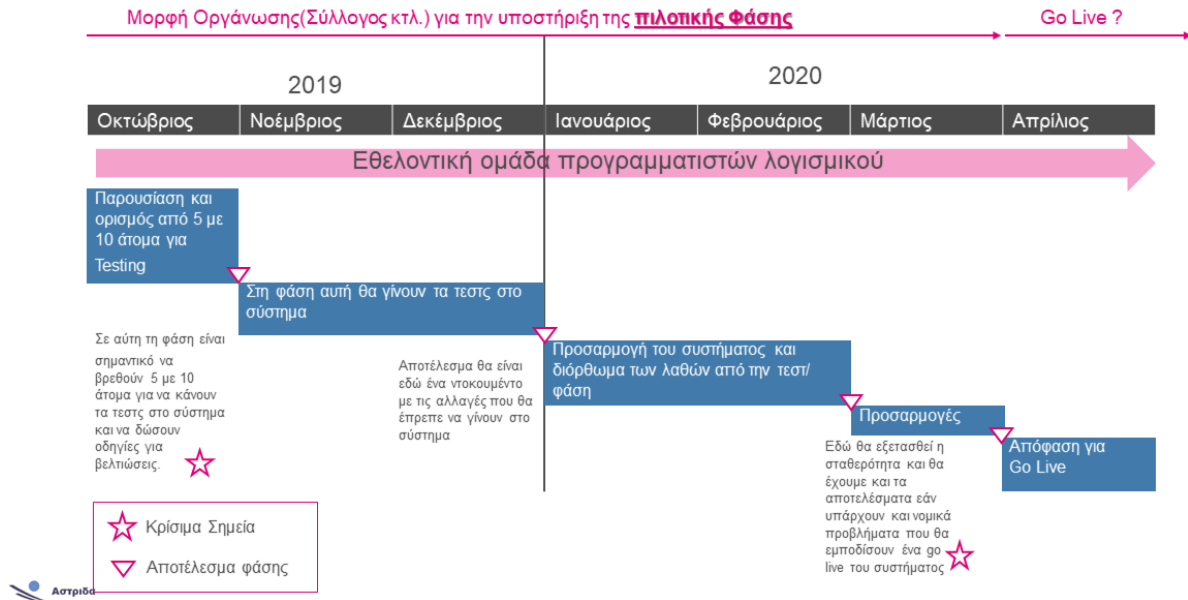 Μορφή Οργάνωσης(Σύλλογος κτλ.) για την υποστήριξη της πιλοτικής Φάσης
Go Live ?
2019
2020
Οκτώβριος
Νοέμβριος
Δεκέμβριος
Ιανουάριος
Φεβρουάριος
Μάρτιος
Απρίλιος
Εθελοντική ομάδα προγραμματιστών λογισμικού
Παρουσίαση και
ορισμός από 5 με
10 άτομα για
Testing
Στη φάση αυτή θα γίνουν τα τεστς στο
σύστημα
Σε αύτη τη φάση είναι
σημαντικό να
βρεθούν 5 με 10
άτομα για να κάνουν
τα τεστς στο σύστημα
και να δώσουν
οδηγίες για
βελτιώσεις.
Αποτέλεσμα θα είναι
εδώ ένα ντοκουμέντο
με τις αλλαγές που θα
έπρεπε να γίνουν στο
σύστημα
Προσαρμογή του συστήματος και
διόρθωμα των λαθών από την τεστ/
φάση
Προσαρμογές
Εδώ θα εξετασθεί η
σταθερότητα και θα
έχουμε και τα
αποτελέσματα εάν
υπάρχουν και νομικά
προβλήματα που θα
εμποδίσουν ένα go
live του συστήματος
Απόφαση για
Go Live
Κρίσιμα Σημεία
Αποτέλεσμα φάσης
Αστριδα